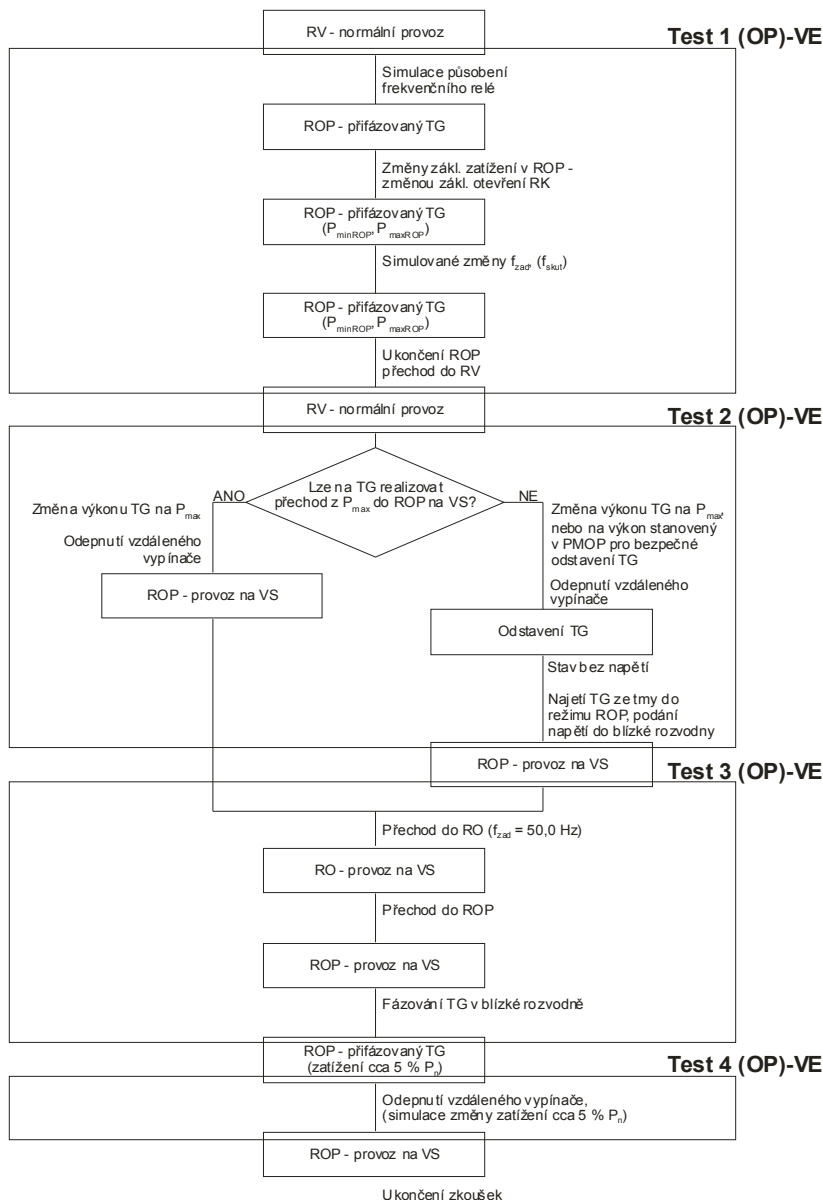 Test 1 (OP)-VE
RV - normální provoz
Simulace působení
frekvenčního relé
ROP - přifázovaný TG
Změny zákl. zatížení v ROP -
změnou zákl. otevření RK
ROP - přifázovaný TG
(PminROP, PmaxROP)
Simulované změny fzad, (fskut)
ROP - přifázovaný TG
(PminROP, PmaxROP)
Ukončení ROP
přechod do RV
RV - normální provoz
Test 2 (OP)-VE
Lze na TG realizovat
přechod z Pmax do ROP na VS?
ANO
NE
Změna výkonu TG na Pmax
Odepnutí vzdáleného
vypínače
ROP - provoz na VS
Změna výkonu TG na Pmax,
nebo na výkon stanovený
v PMOP pro bezpečné
odstavení TG
Odepnutí vzdáleného
vypínače
Odstavení TG
Stav bez napětí
Najetí TG ze tmy do
režimu ROP, podání
napětí do blízké rozvodny
ROP - provoz na VS
Test 3 (OP)-VE
Přechod do RO (fzad = 50,0 Hz)
RO - provoz na VS
Přechod do ROP
ROP - provoz na VS
Fázování TG v blízké rozvodně
ROP - přifázovaný TG
(zatížení cca 5 % Pn)
Test 4 (OP)-VE
Odepnutí vzdáleného vypínače,
(simulace změny zatížení cca 5 % Pn)
ROP - provoz na VS
Ukončení zkoušek